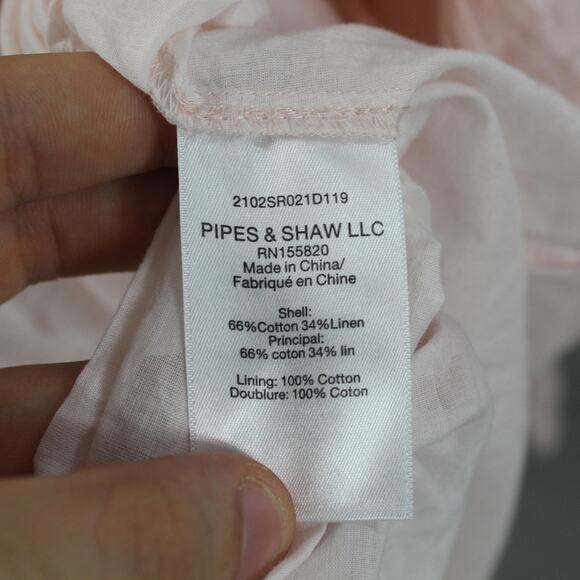 2102SR021D119
PIPES & SHAW LLC
RN155820
Made in China/
Fabriqué en Chine
Shell:
66%Cotton 34%Linen
Principal:
66% coton 34% lin
Lining: 100% Cotton
Doublure: 100% Coton